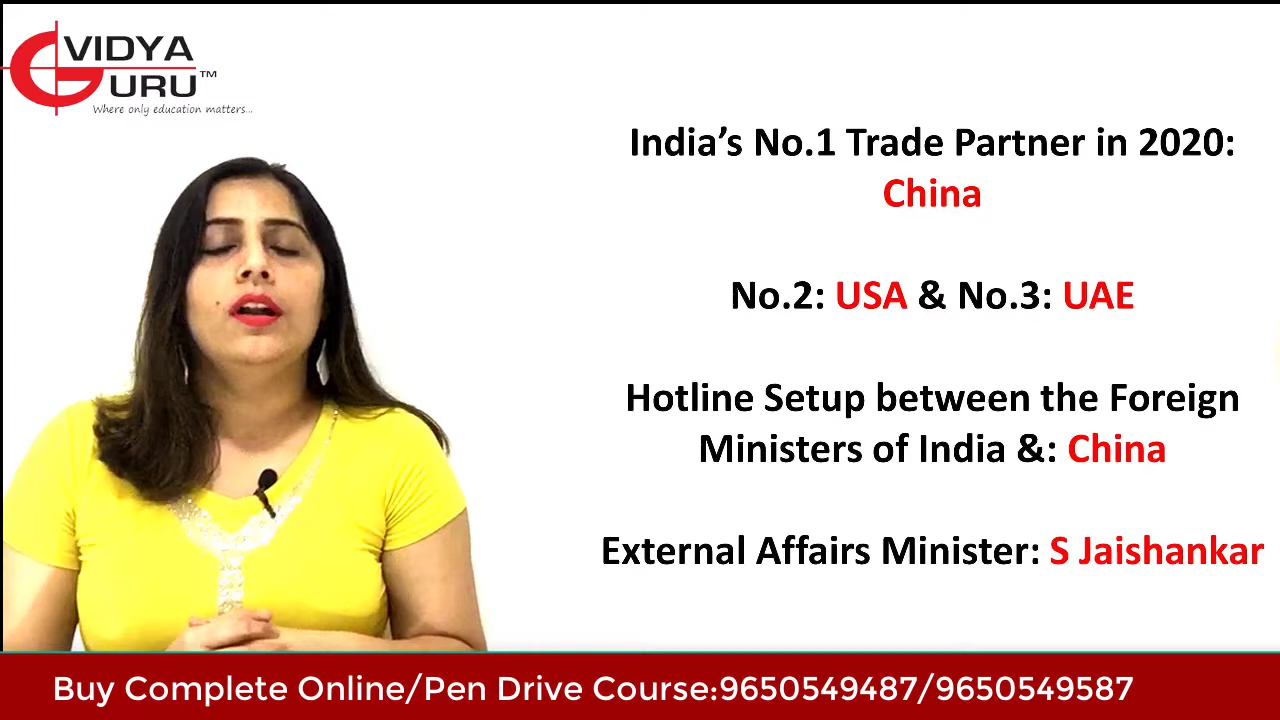 VIDYA
GURU™
Where only education matters...
India’s No.1 Trade Partner in 2020:
China
No.2: USA & No.3: UAE
Hotline Setup between the Foreign
Ministers of India &: China
External Affairs Minister: S Jaishankar
Buy Complete Online/Pen Drive Course:9650549487/9650549587